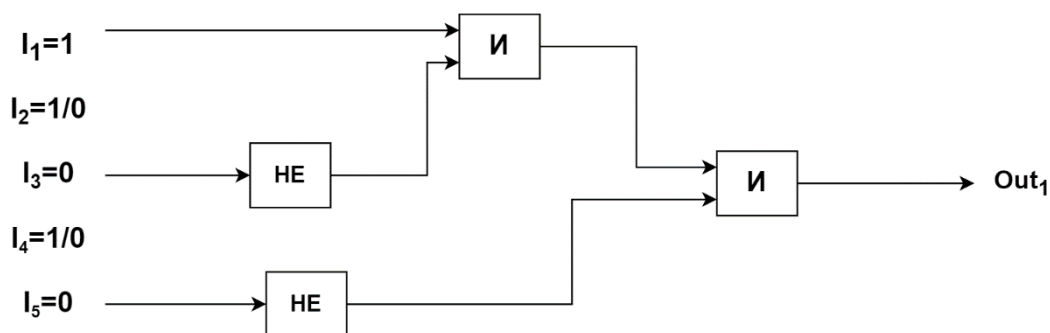 I₁=1
И
I₂=1/0
I₃=0
НЕ
И
Out₁
I₄=1/0
I₅=0
НЕ